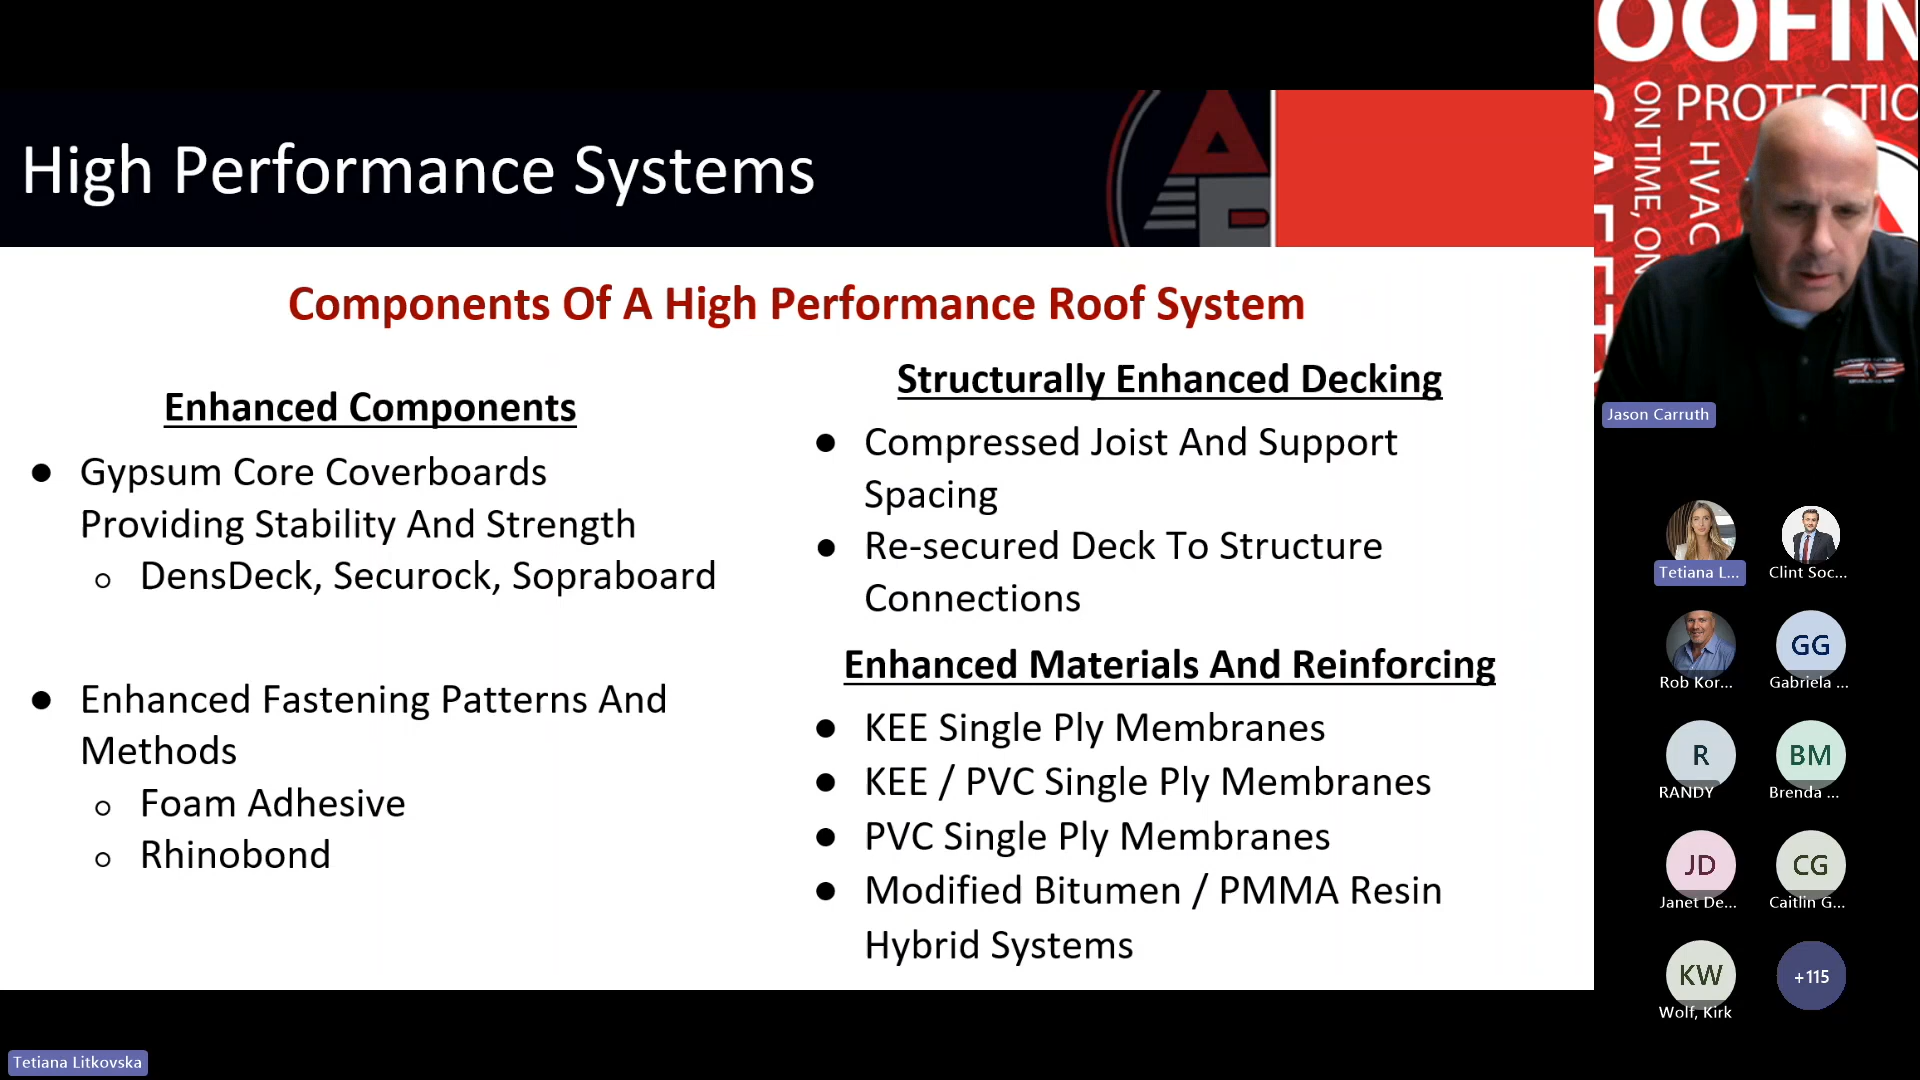 High Performance Systems
Components Of A High Performance Roof System
Enhanced Components
Gypsum Core Coverboards
Providing Stability And Strength
DensDeck, Securock, Sopraboard
Enhanced Fastening Patterns And
Methods
Foam Adhesive
Rhinobond
Structurally Enhanced Decking
Compressed Joist And Support
Spacing
Re-secured Deck To Structure
Connections
Enhanced Materials And Reinforcing
KEE Single Ply Membranes
KEE / PVC Single Ply Membranes
PVC Single Ply Membranes
Modified Bitumen / PMMA Resin
Hybrid Systems
OOFIN
PROTECTIO
ON TIME, ON
HVAC
Jason Carruth
Tetiana L...
Clint Soc...
Rob Kor...
GG
Gabriela ...
R
RANDY
BM
Brenda ...
JD
Janet De...
CG
Caitlin G...
KW
Wolf, Kirk
+115
Tetiana Litkovska